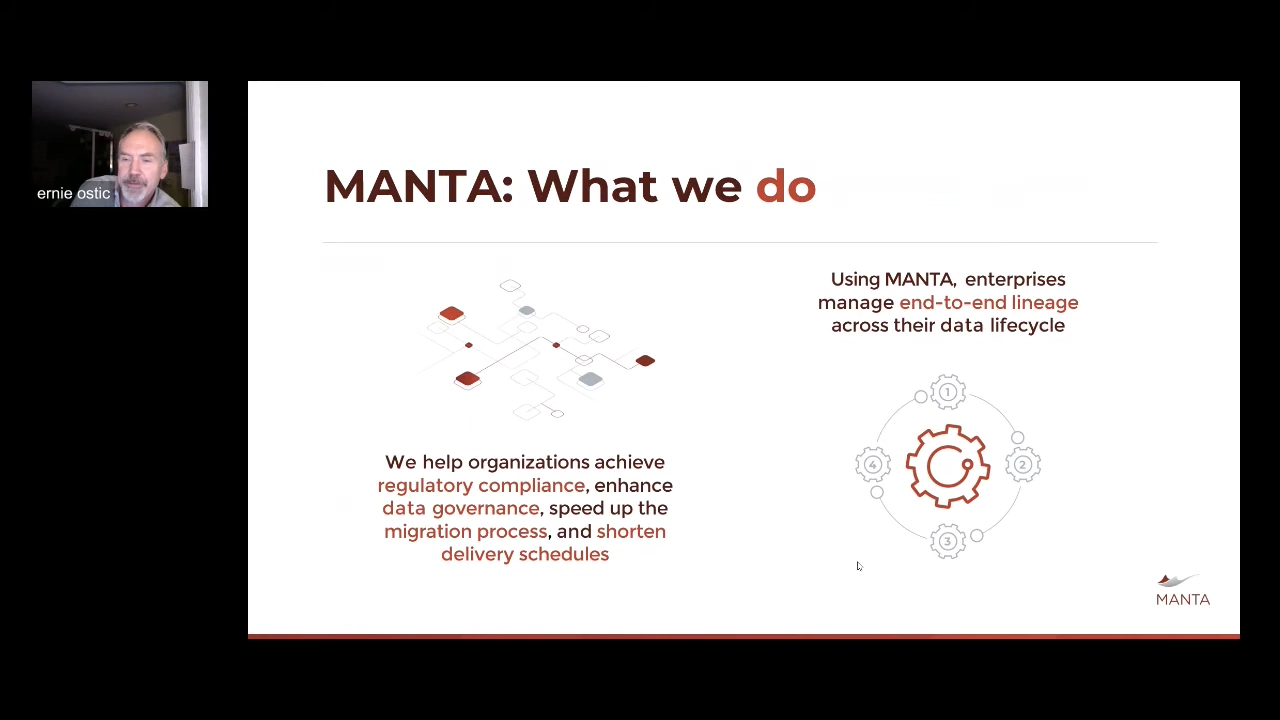 ernie ostic
MANTA: What we do
We help organizations achieve
regulatory compliance, enhance
data governance, speed up the
migration process, and shorten
delivery schedules
Using MANTA, enterprises
manage end-to-end lineage
across their data lifecycle
1
2
3
4
MANTA